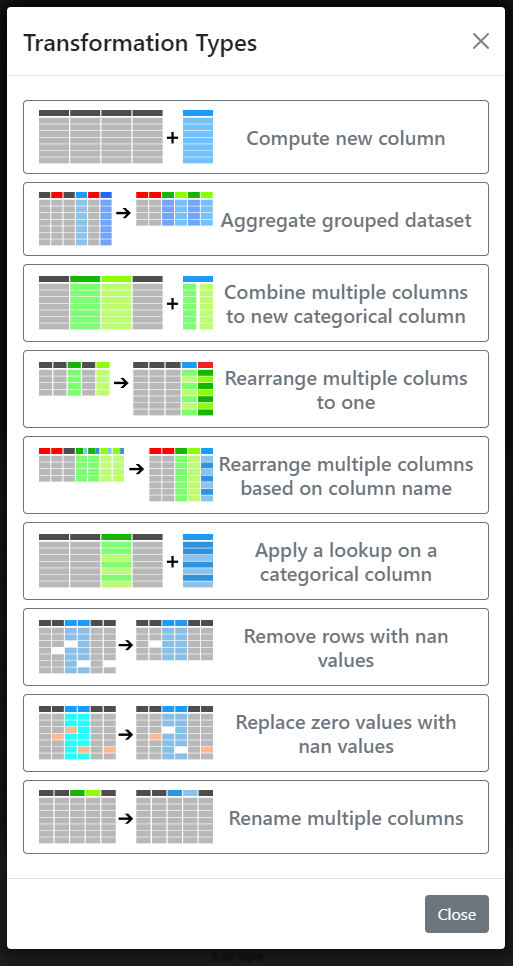 Transformation Types
Compute new column
Aggregate grouped dataset
Combine multiple columns
to new categorical column
Rearrange multiple colums
to one
Rearrange multiple columns
based on column name
Apply a lookup on a
categorical column
Remove rows with nan
values
Replace zero values with
nan values
Rename multiple columns
Close
Europe